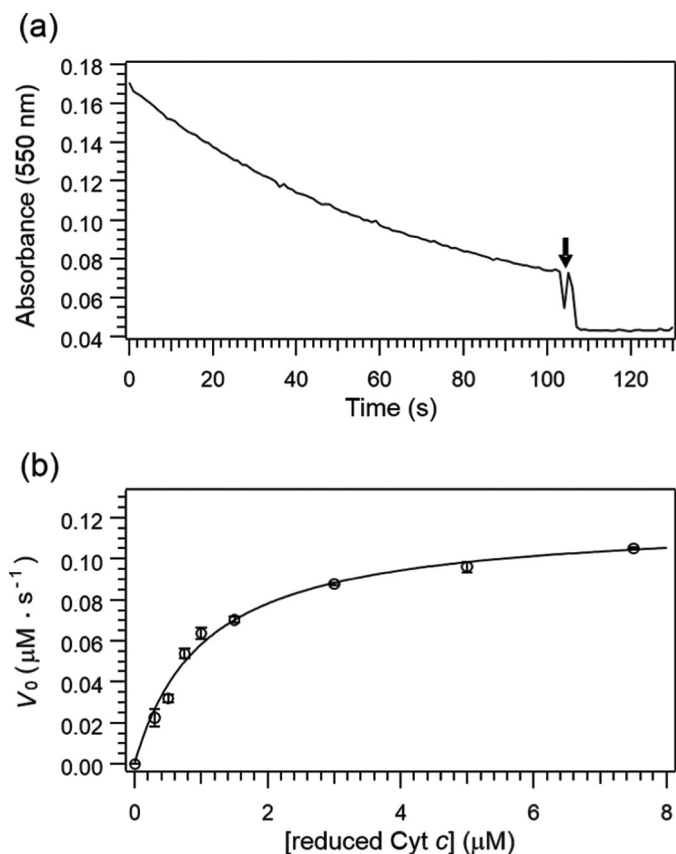 (a)
0.18
0.16
0.14
0.12
0.10
0.08
0.06
0.04
Absorbance (550 nm)
0 20 40 60 80 100 120
Time (s)
(b)
0.12
0.10
0.08
0.06
0.04
0.02
0.00
V₀ (μM · s⁻¹)
0 2 4 6 8
[reduced Cyt c] (μM)